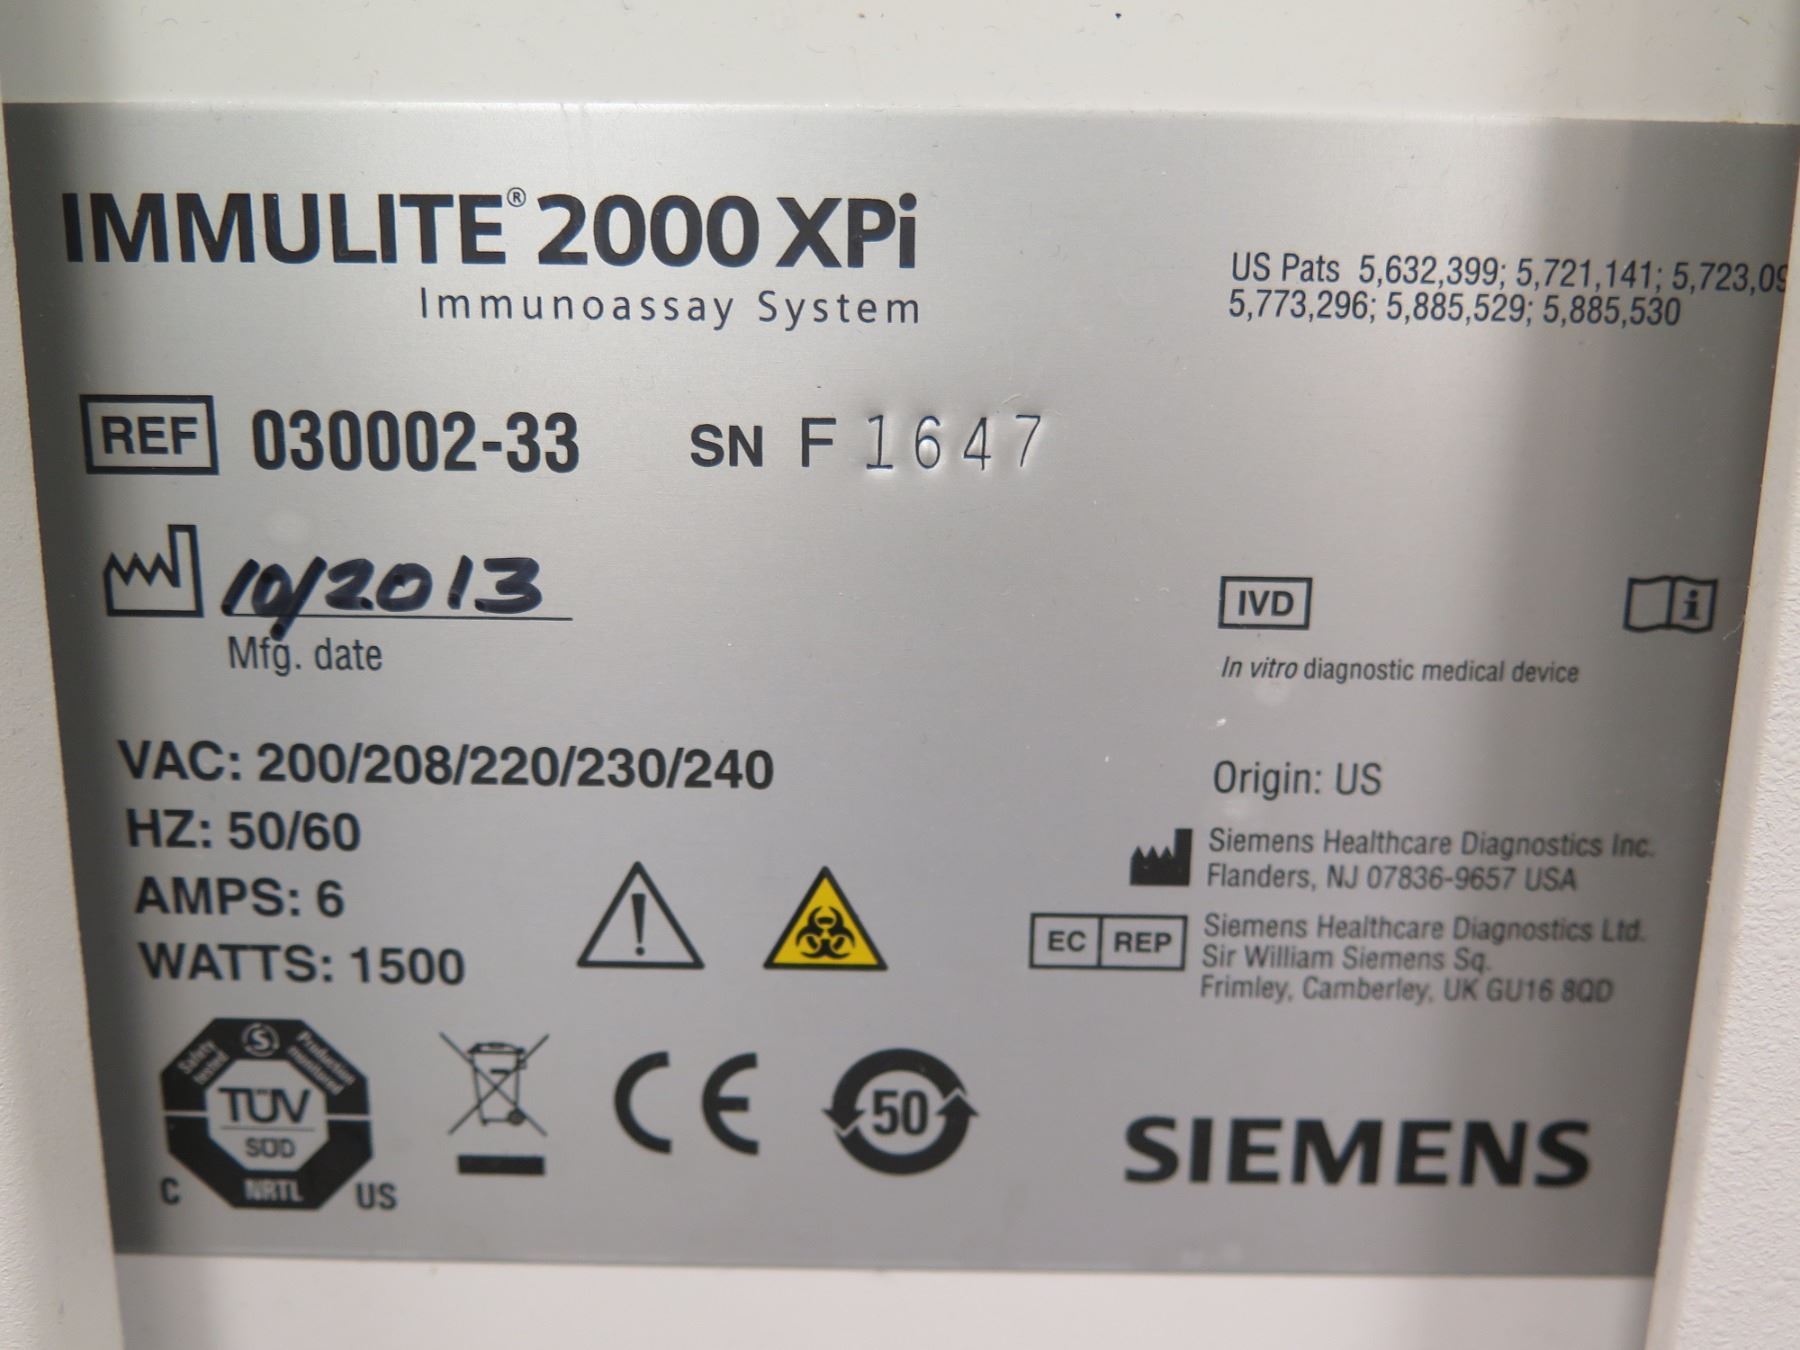 IMMULITE® 2000 XPi
Immunoassay System
US Pats 5,632,399; 5,721,141;
5,773,296; 5,885,529; 5,885,530
REF 030002-33 SN F 1647
10/2013
Mfg. date
IVD
i
In vitro diagnostic medical device
VAC: 200/208/220/230/240
HZ: 50/60
AMPS: 6
WATTS: 1500
Origin: US
Siemens Healthcare Diagnostics Inc.
Flanders, NJ 07836-9657 USA
EC REP
Siemens Healthcare Diagnostics Ltd.
Sir William Siemens Sq.
Frimley, Camberley, UK GU16 8QD
Safety tested
S
Production monitored
TÜV
SÜD
NRTL
C US
CE
50
SIEMENS